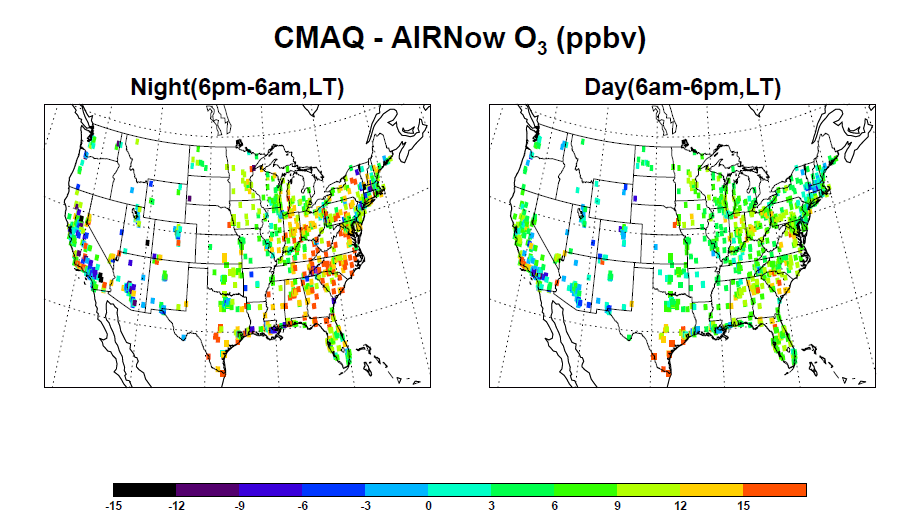 CMAQ - AIRNow O3 (ppbv)
Night(6pm-6am,LT)
Day(6am-6pm,LT)
-15 -12 -9 -6 -3 0 3 6 9 12 15